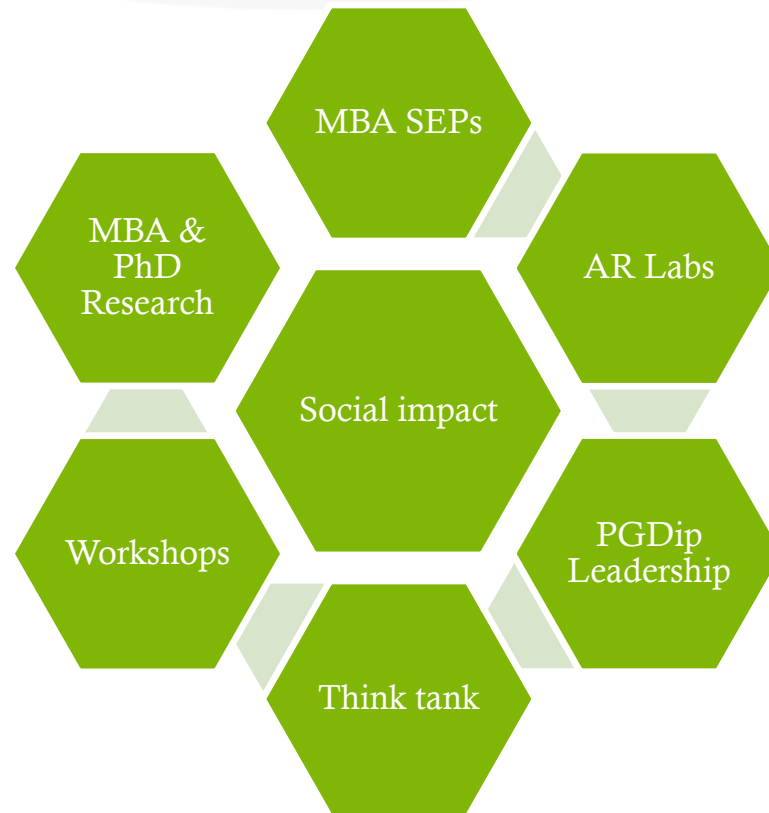 MBA SEPs
MBA &
PhD
Research
AR Labs
Social impact
Workshops
PGDip
Leadership
Think tank